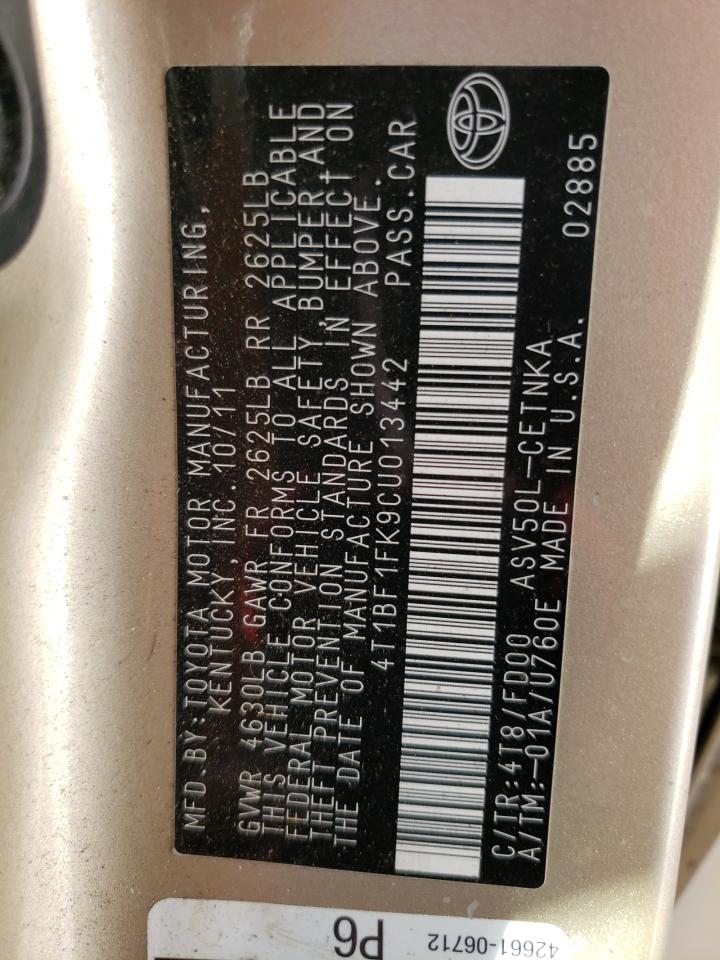 MFD.BY:TOYOTA MOTOR MANUFACTURING,
KENTUCKY, INC. 10/11
GVWR 4630LB GAWR FR 2625LB RR 2625LB
THIS VEHICLE CONFORMS TO ALL APPLICABLE
FEDERAL MOTOR VEHICLE SAFETY, BUMPER, AND
THEFT PREVENTION STANDARDS IN EFFECT ON
THE DATE OF MANUFACTURE SHOWN ABOVE.
4T1BF1FK9CU013442 PASS.CAR
C/TR:4T8/FD00 ASV50L-CETNKA 02885
A/TM:-01A/U760E MADE IN U.S.A.
P6
42661-06712